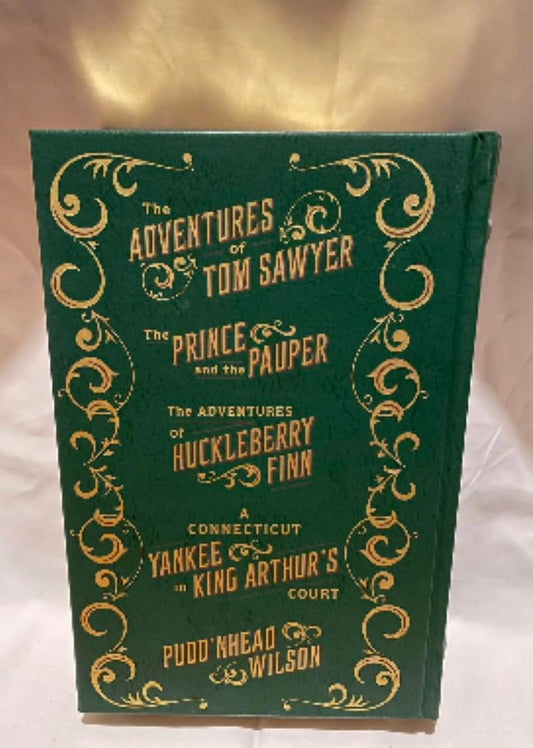 The
ADVENTURES
of
TOM SAWYER
The PRINCE
and the PAUPER
The ADVENTURES
of
HUCKLEBERRY
FINN
A
CONNECTICUT
YANKEE
in KING ARTHUR'S
COURT
PUDD'NHEAD
WILSON